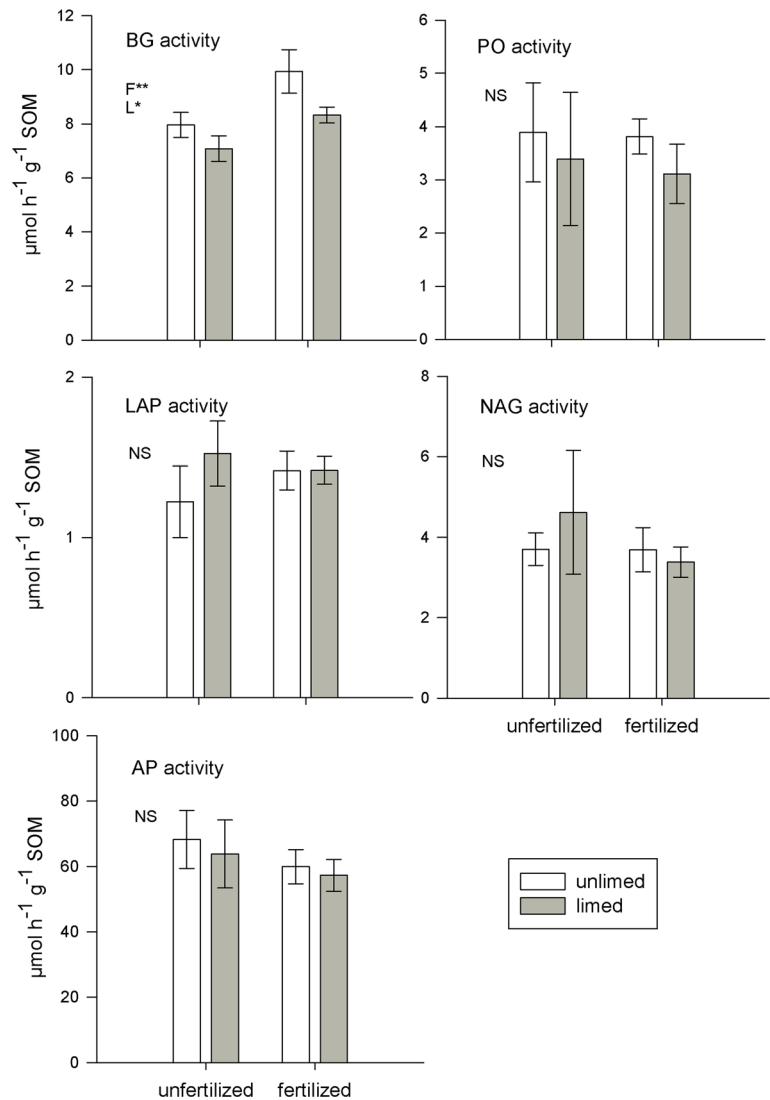 BG activity
F**
L*
µmol h⁻¹ g⁻¹ SOM
12
10
8
6
4
2
0
PO activity
NS
6
5
4
3
2
1
0
LAP activity
NS
µmol h⁻¹ g⁻¹ SOM
2
1
0
NAG activity
NS
8
6
4
2
0
unfertilized fertilized
AP activity
NS
µmol h⁻¹ g⁻¹ SOM
100
80
60
40
20
0
unfertilized fertilized
unlimed
limed